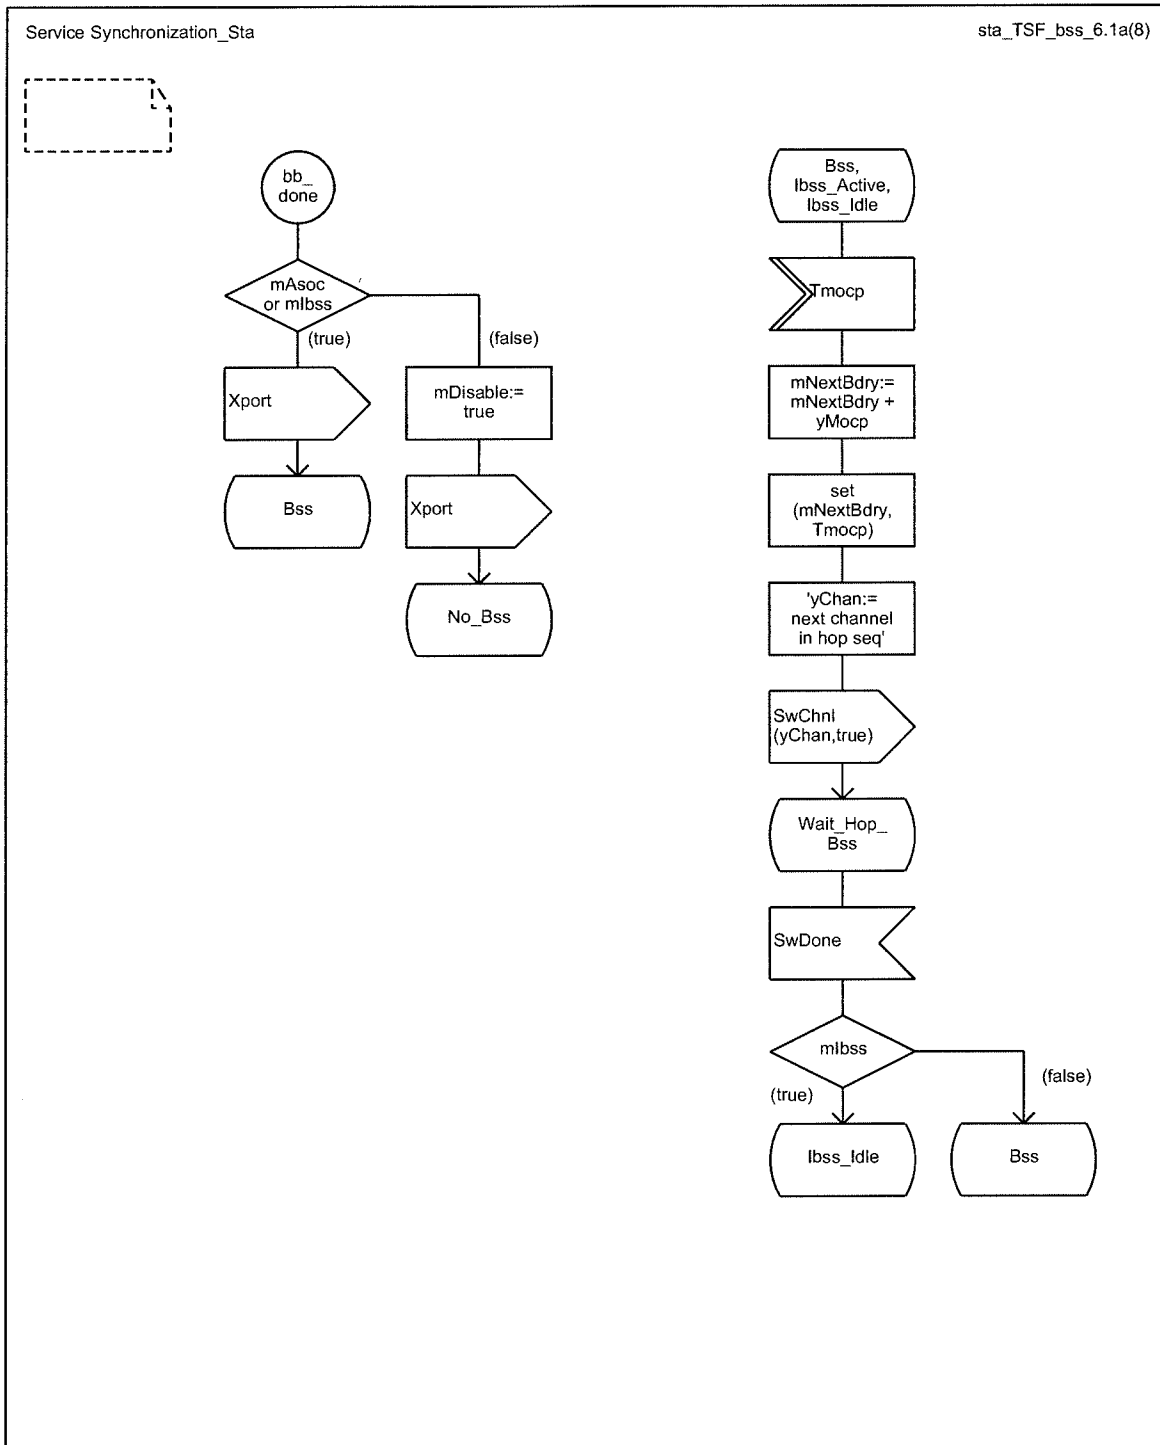 Service Synchronization_Sta
sta_TSF_bss_6.1a(8)
bb_
done
mAsoc
or mIbss
(true)
(false)
Xport
mDisable:=
true
Bss
Xport
No_Bss
Bss,
Ibss_Active,
Ibss_Idle
Tmocp
mNextBdry:=
mNextBdry +
yMocp
set
(mNextBdry,
Tmocp)
'yChan:=
next channel
in hop seq'
SwChnl
(yChan,true)
Wait_Hop_
Bss
SwDone
mIbss
(true)
(false)
Ibss_Idle
Bss